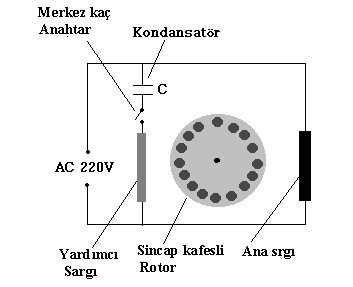 Merkez kaç
Anahtar
Kondansatör
C
AC 220V
Yardımcı
Sargı
Sincap kafesli
Rotor
Ana srgı